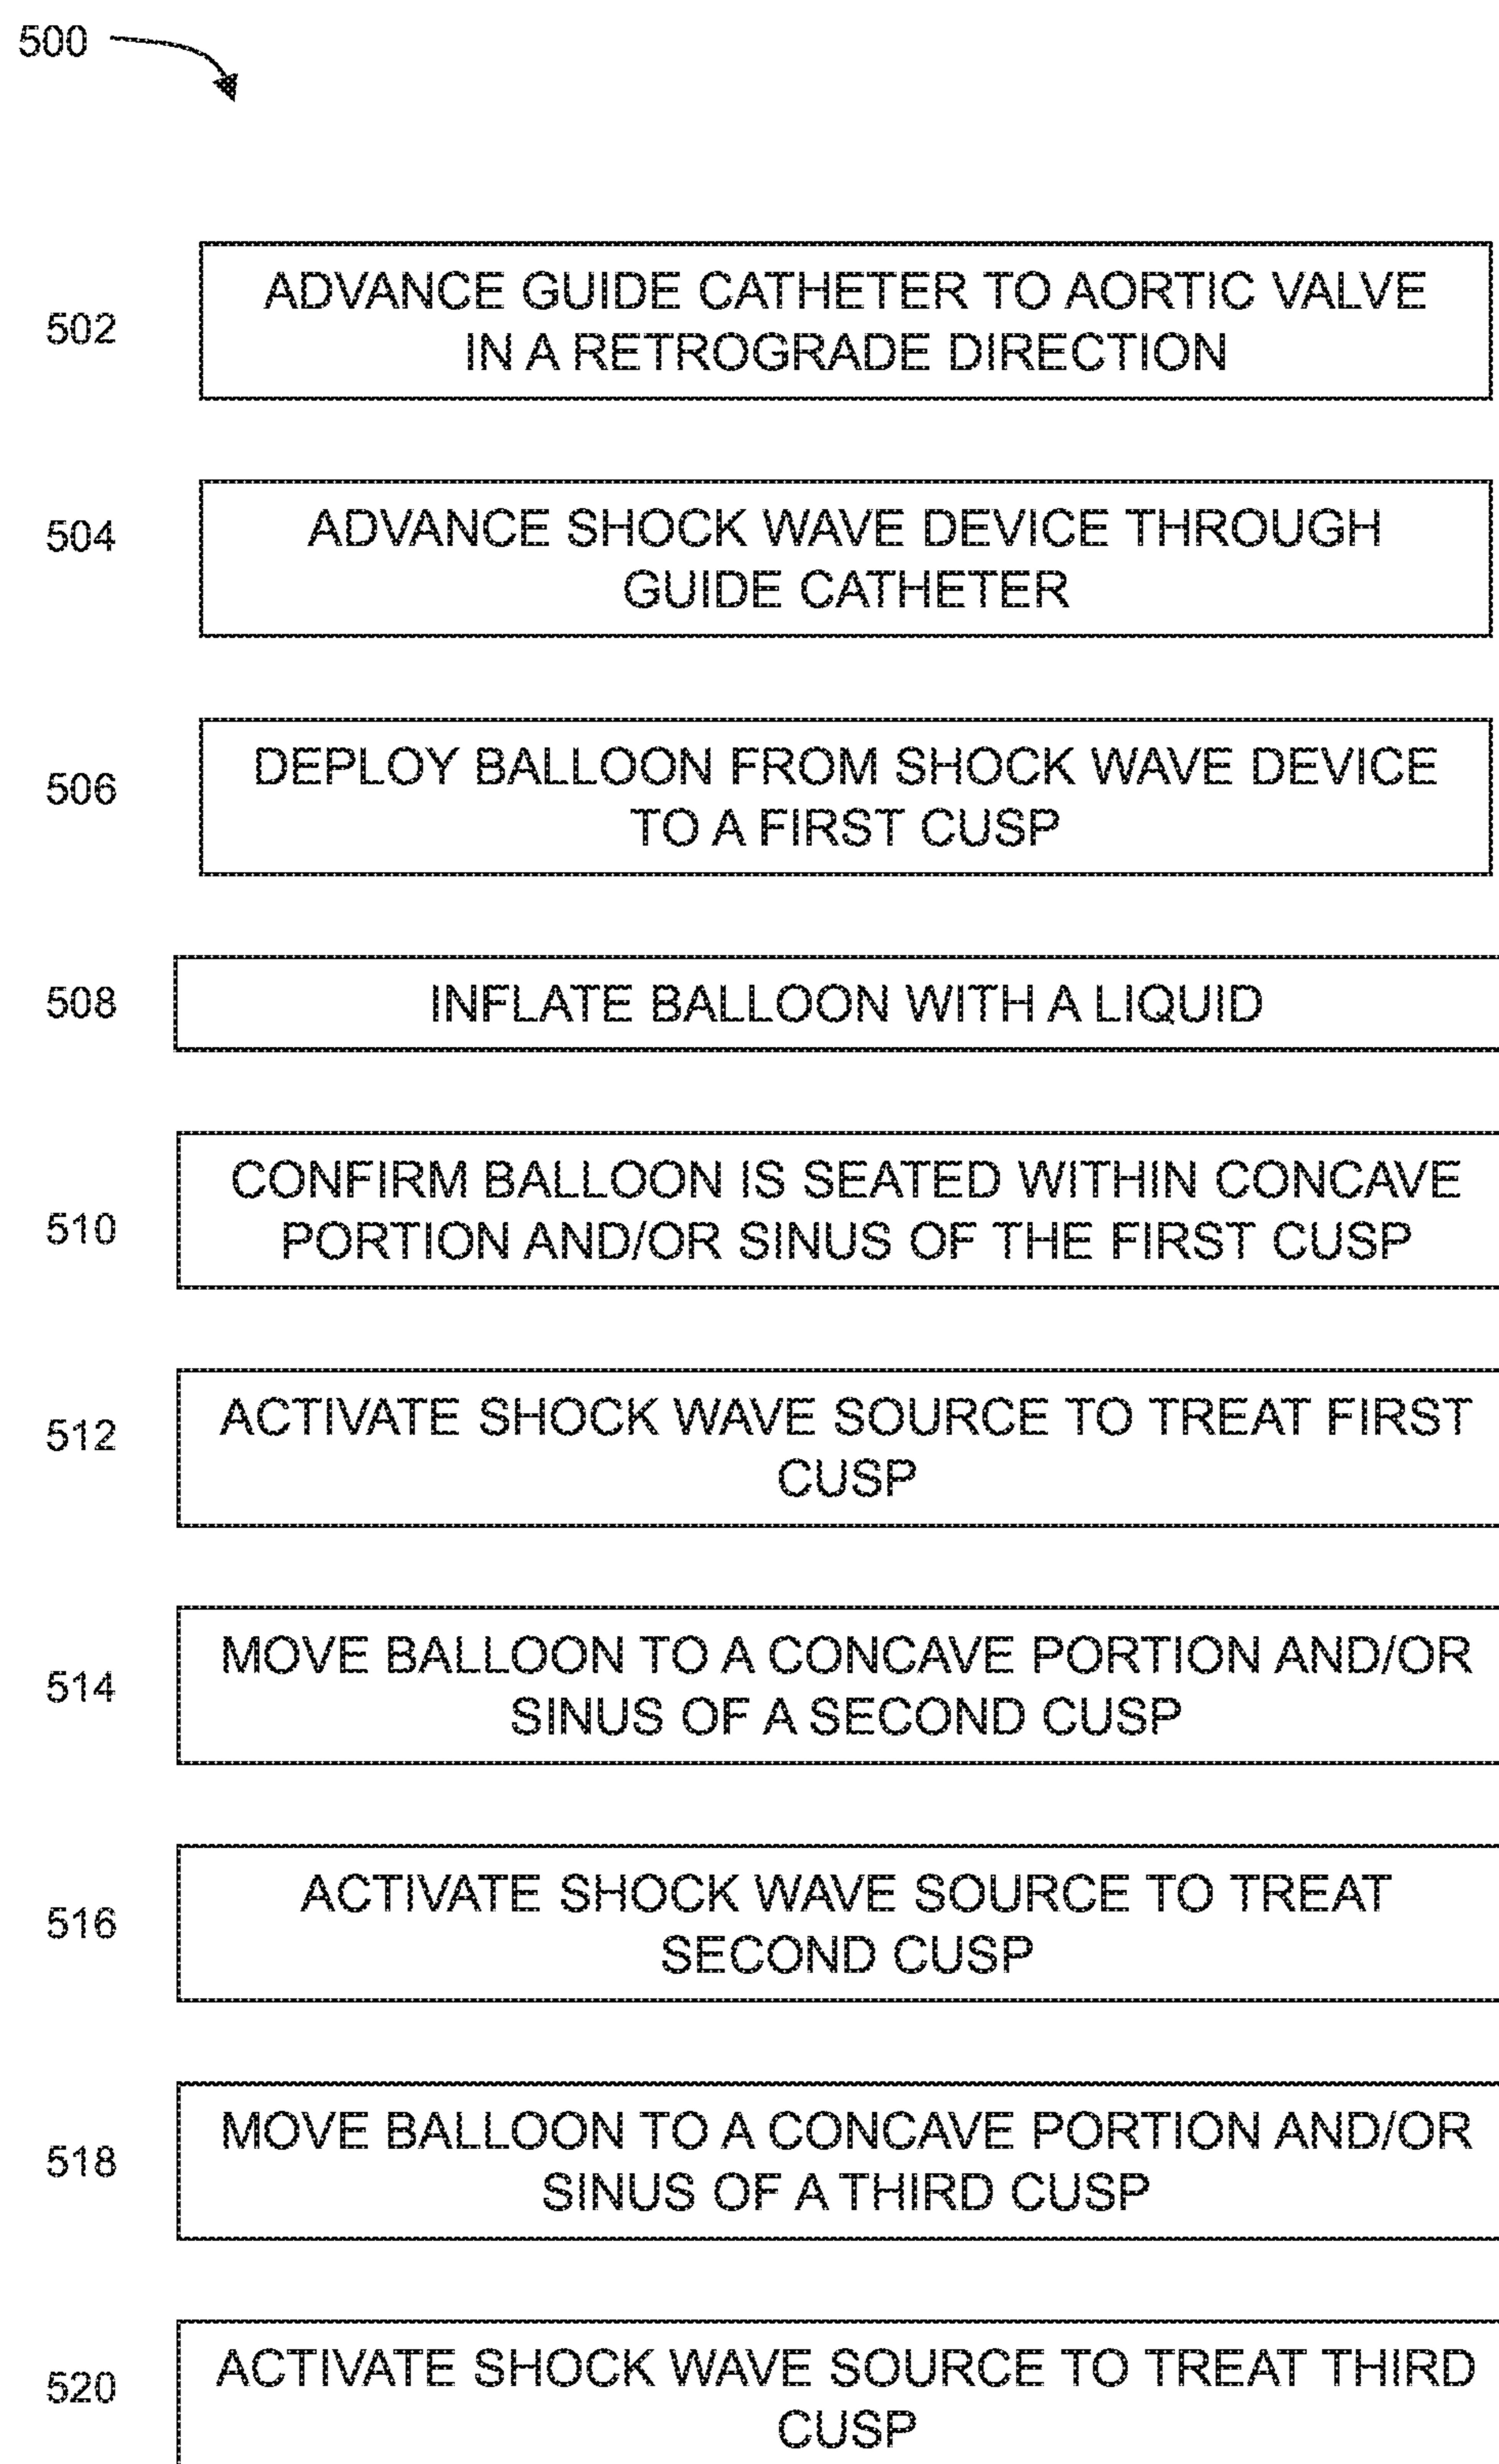 500
502
ADVANCE GUIDE CATHETER TO AORTIC VALVE
IN A RETROGRADE DIRECTION
504
ADVANCE SHOCK WAVE DEVICE THROUGH
GUIDE CATHETER
506
DEPLOY BALLOON FROM SHOCK WAVE DEVICE
TO A FIRST CUSP
508
INFLATE BALLOON WITH A LIQUID
510
CONFIRM BALLOON IS SEATED WITHIN CONCAVE
PORTION AND/OR SINUS OF THE FIRST CUSP
512
ACTIVATE SHOCK WAVE SOURCE TO TREAT FIRST
CUSP
514
MOVE BALLOON TO A CONCAVE PORTION AND/OR
SINUS OF A SECOND CUSP
516
ACTIVATE SHOCK WAVE SOURCE TO TREAT
SECOND CUSP
518
MOVE BALLOON TO A CONCAVE PORTION AND/OR
SINUS OF A THIRD CUSP
520
ACTIVATE SHOCK WAVE SOURCE TO TREAT THIRD
CUSP